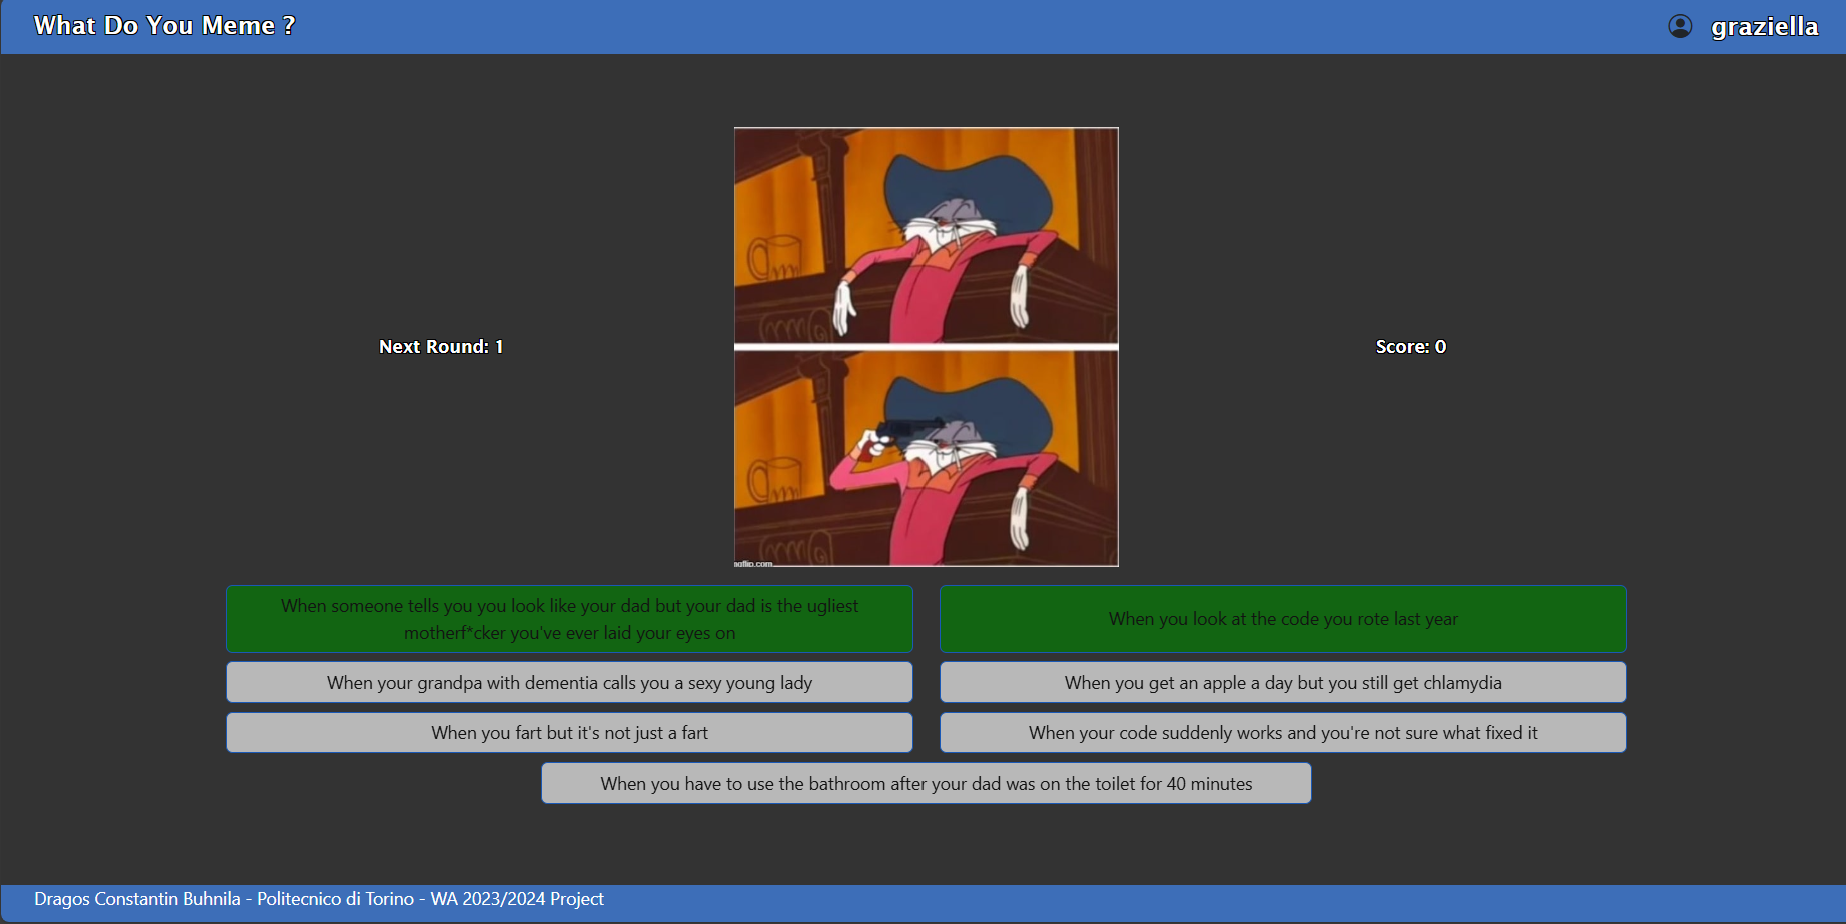 What Do You Meme ?
graziella
Next Round: 1
Score: 0
imgflip.com
When someone tells you you look like your dad but your dad is the ugliest
motherf*cker you've ever laid your eyes on
When you look at the code you rote last year
When your grandpa with dementia calls you a sexy young lady
When you get an apple a day but you still get chlamydia
When you fart but it's not just a fart
When your code suddenly works and you're not sure what fixed it
When you have to use the bathroom after your dad was on the toilet for 40 minutes
Dragos Constantin Buhnila - Politecnico di Torino - WA 2023/2024 Project